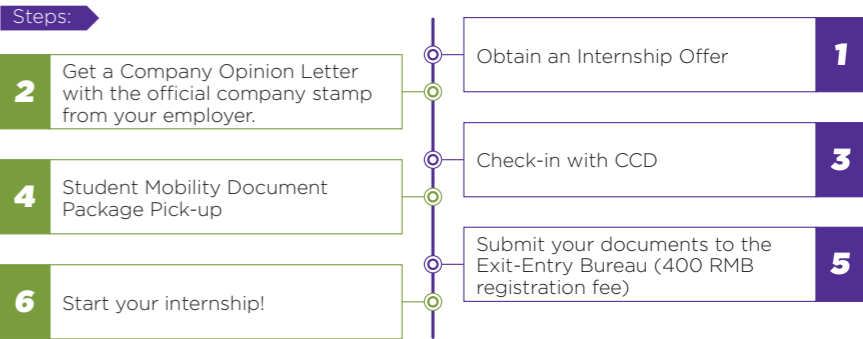 Steps:
1
Obtain an Internship Offer
2
Get a Company Opinion Letter
with the official company stamp
from your employer.
3
Check-in with CCD
4
Student Mobility Document
Package Pick-up
5
Submit your documents to the
Exit-Entry Bureau (400 RMB
registration fee)
6
Start your internship!